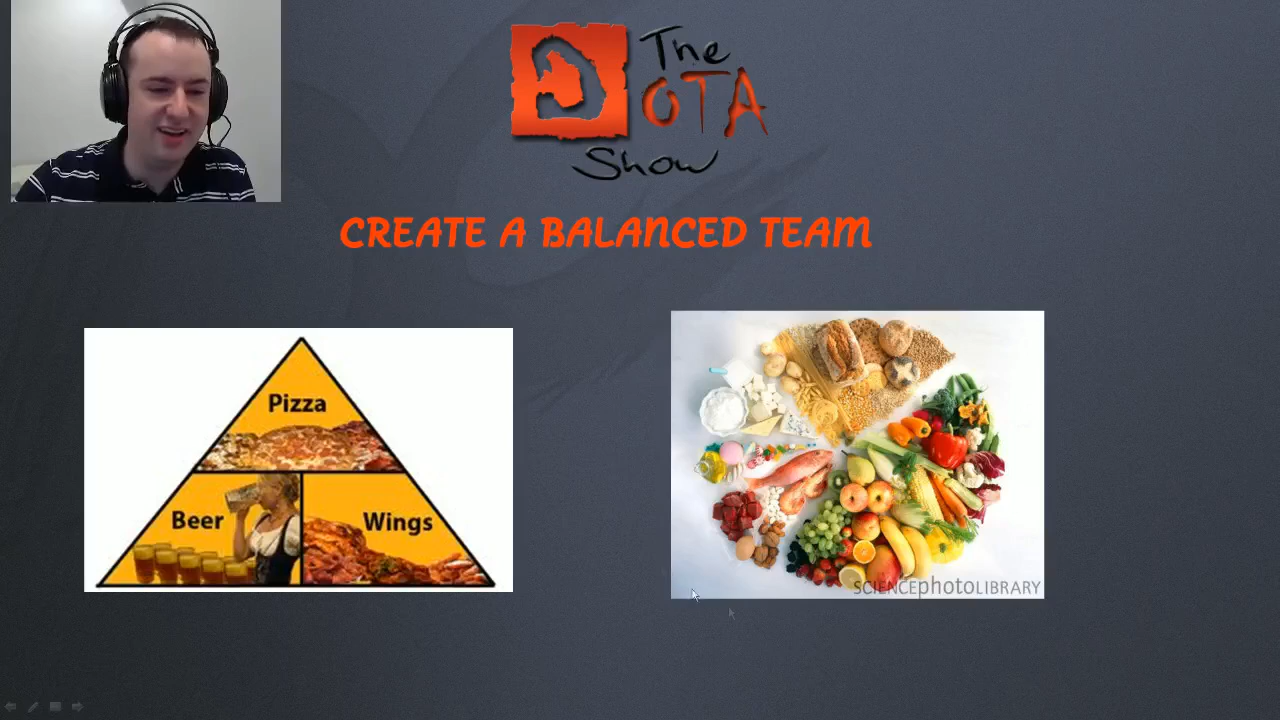 The
OTA
Show
CREATE A BALANCED TEAM
Pizza
Beer
Wings
SCIENCEphotoLIBRARY